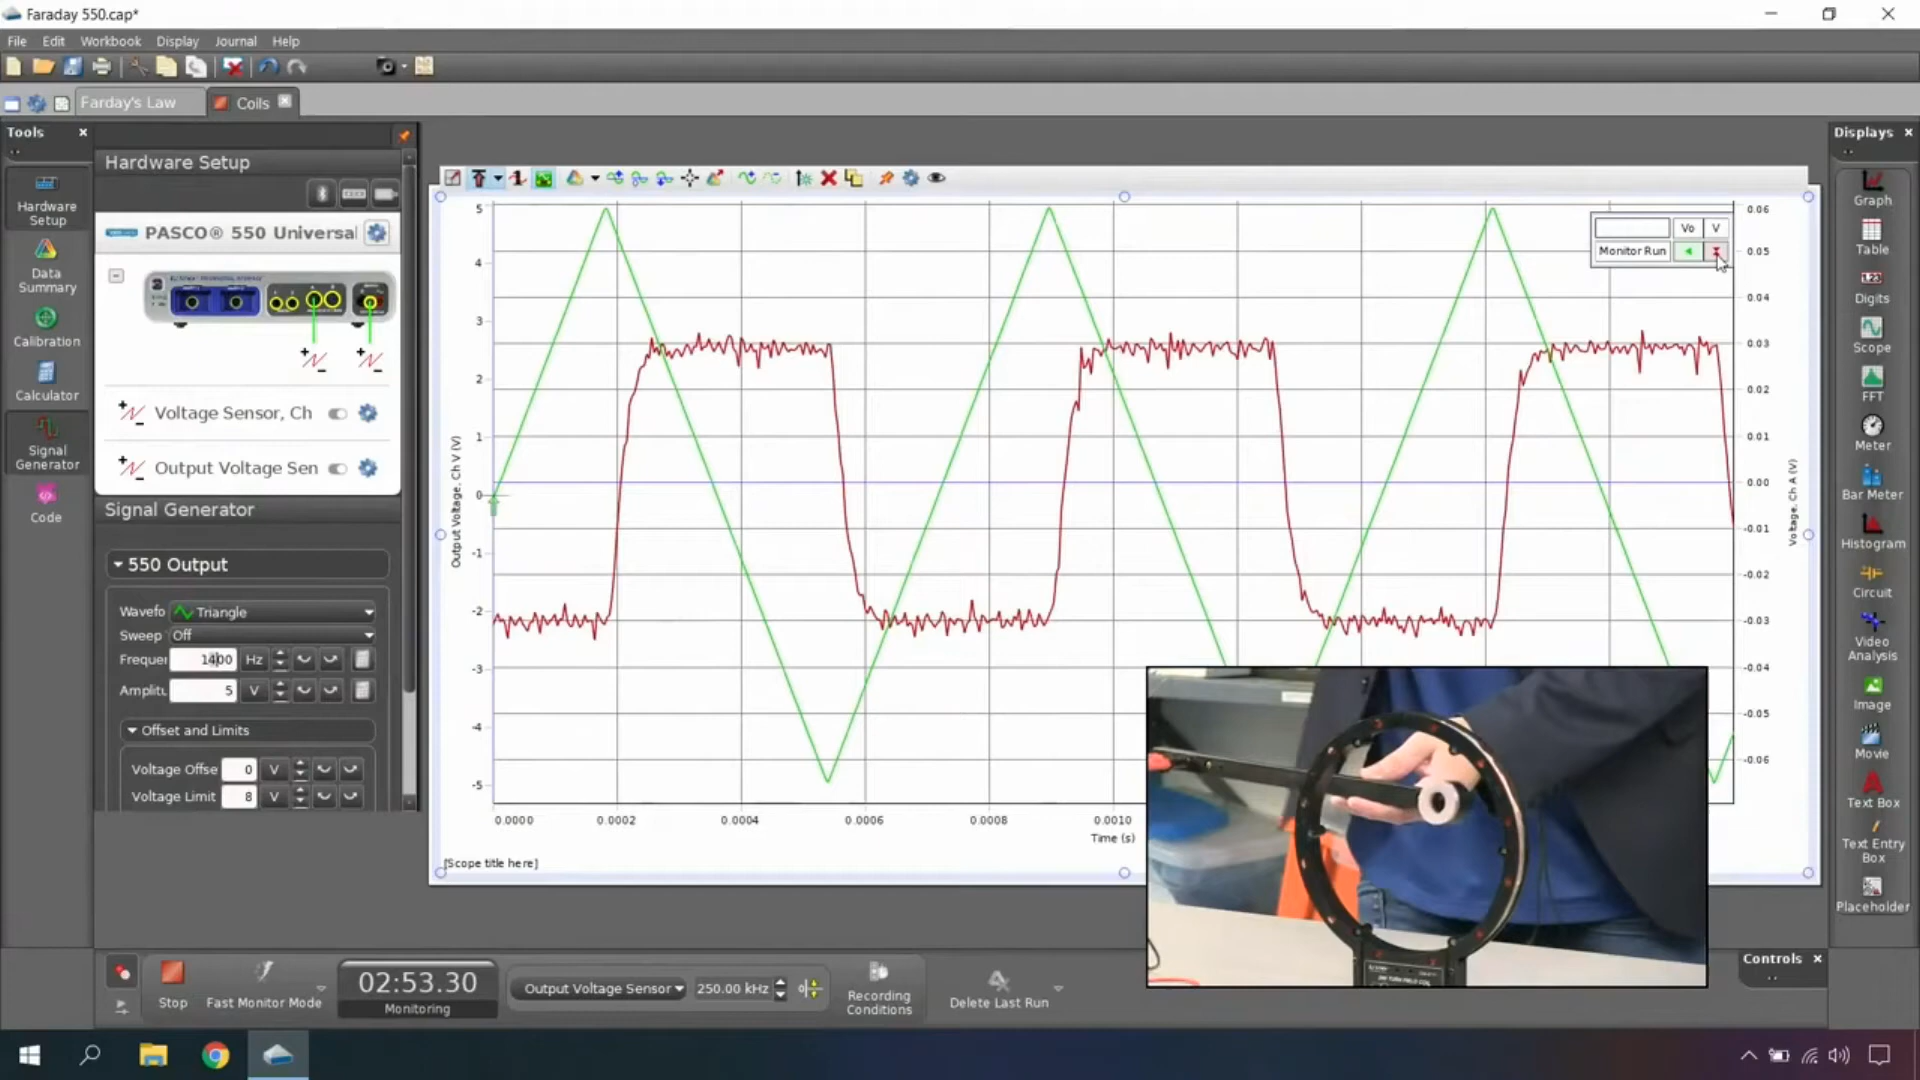 Faraday 550.cap*
File Edit Workbook Display Journal Help
Farday's Law
Coils
Tools
Displays
Hardware Setup
Hardware Setup
PASCO® 550 Universal
Data Summary
Calibration
Calculator
Signal Generator
Code
Voltage Sensor, Ch
Output Voltage Sen
Signal Generator
550 Output
Wavefo Triangle
Sweep Off
Frequer 1400 Hz
Amplitu 5 V
Offset and Limits
Voltage Offse 0 V
Voltage Limit 8 V
Vo V
Monitor Run
5
4
3
2
1
0
-1
-2
-3
-4
-5
Output Voltage, Ch V (V)
0.06
0.05
0.04
0.03
0.02
0.01
0.00
-0.01
-0.02
-0.03
-0.04
-0.05
-0.06
Voltage, Ch A (V)
0.0000 0.0002 0.0004 0.0006 0.0008 0.0010
Time (s)
[Scope title here]
Graph
Table
1.23
Digits
Scope
FFT
Meter
Bar Meter
Histogram
Circuit
Video Analysis
Image
Movie
Text Box
Text Entry Box
Placeholder
Controls
Stop
Fast Monitor Mode
02:53.30
Monitoring
Output Voltage Sensor
250.00 kHz
Recording Conditions
Delete Last Run